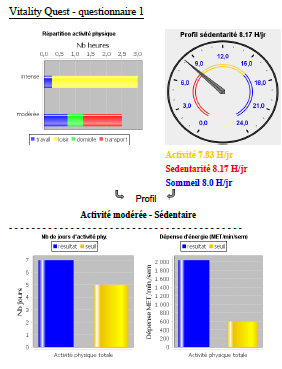 Vitality Quest - questionnaire 1
Répartition activité physique
Nb heures
0,0 0,5 1,0 1,5 2,0 2,5 3,0
intense
modérée
travail loisir domicile transport
Profil sédentarité 8.17 H/jr
0,0 3,0 6,0 9,0 12,0 15,0 18,0 21,0 24,0
Activité 7.83 H/jr
Sedentarité 8.17 H/jr
Sommeil 8.0 H/jr
Profil
Activité modérée - Sédentaire
Nb de jours d'activité phy.
résultat seuil
Nb jours
7
6
5
4
3
2
1
0
Activité physique totale
Dépense d'énergie (MET/min/sem)
résultat seuil
Dépense MET/min/sem
2 000
1 800
1 600
1 400
1 200
1 000
800
600
400
200
0
Activité physique totale